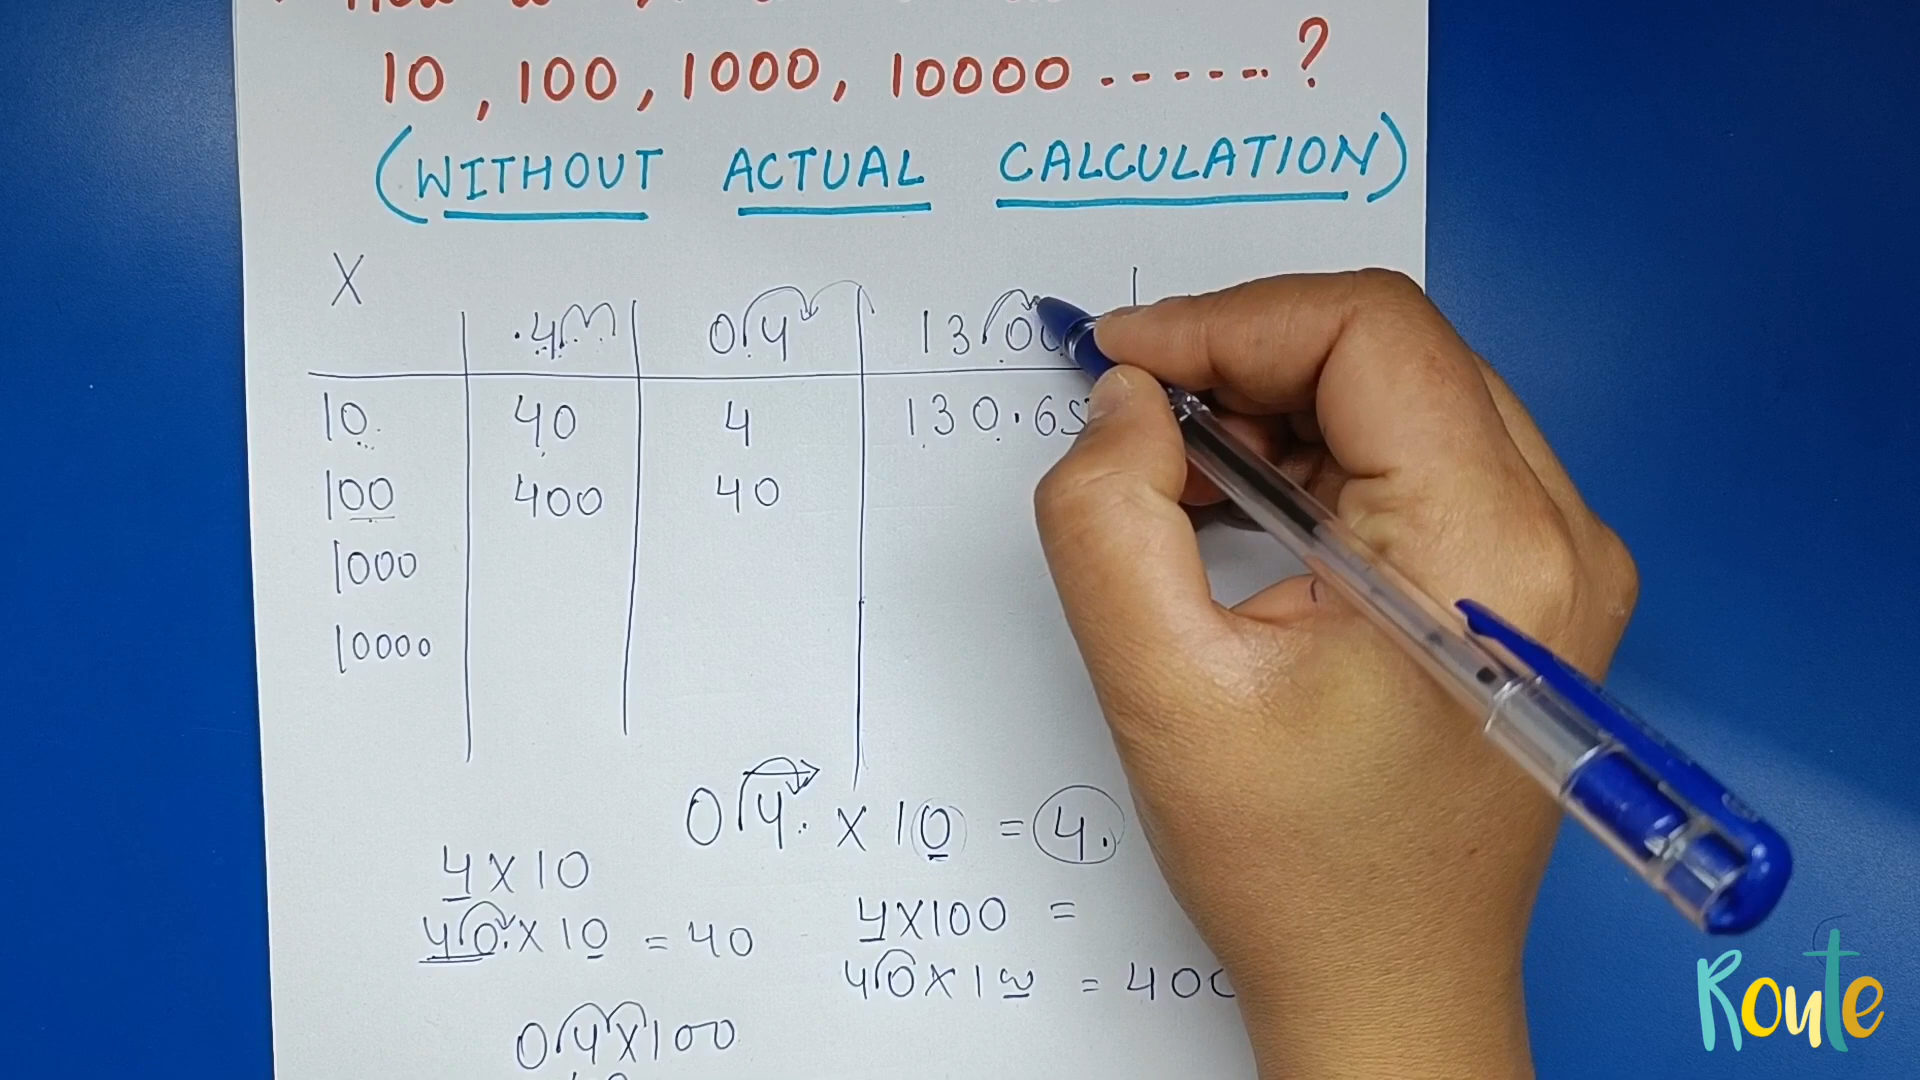 10, 100, 1000, 10000 ------?
(WITHOUT ACTUAL CALCULATION)
X
.4 0.4 13.0
10 40 4 130.65
100 400 40
1000
10000
0.4. X 10 = 4.
4 X 10
4.0. X 10 = 40
4X100 =
4.0 X 100 = 400
0.4 X 100
Route